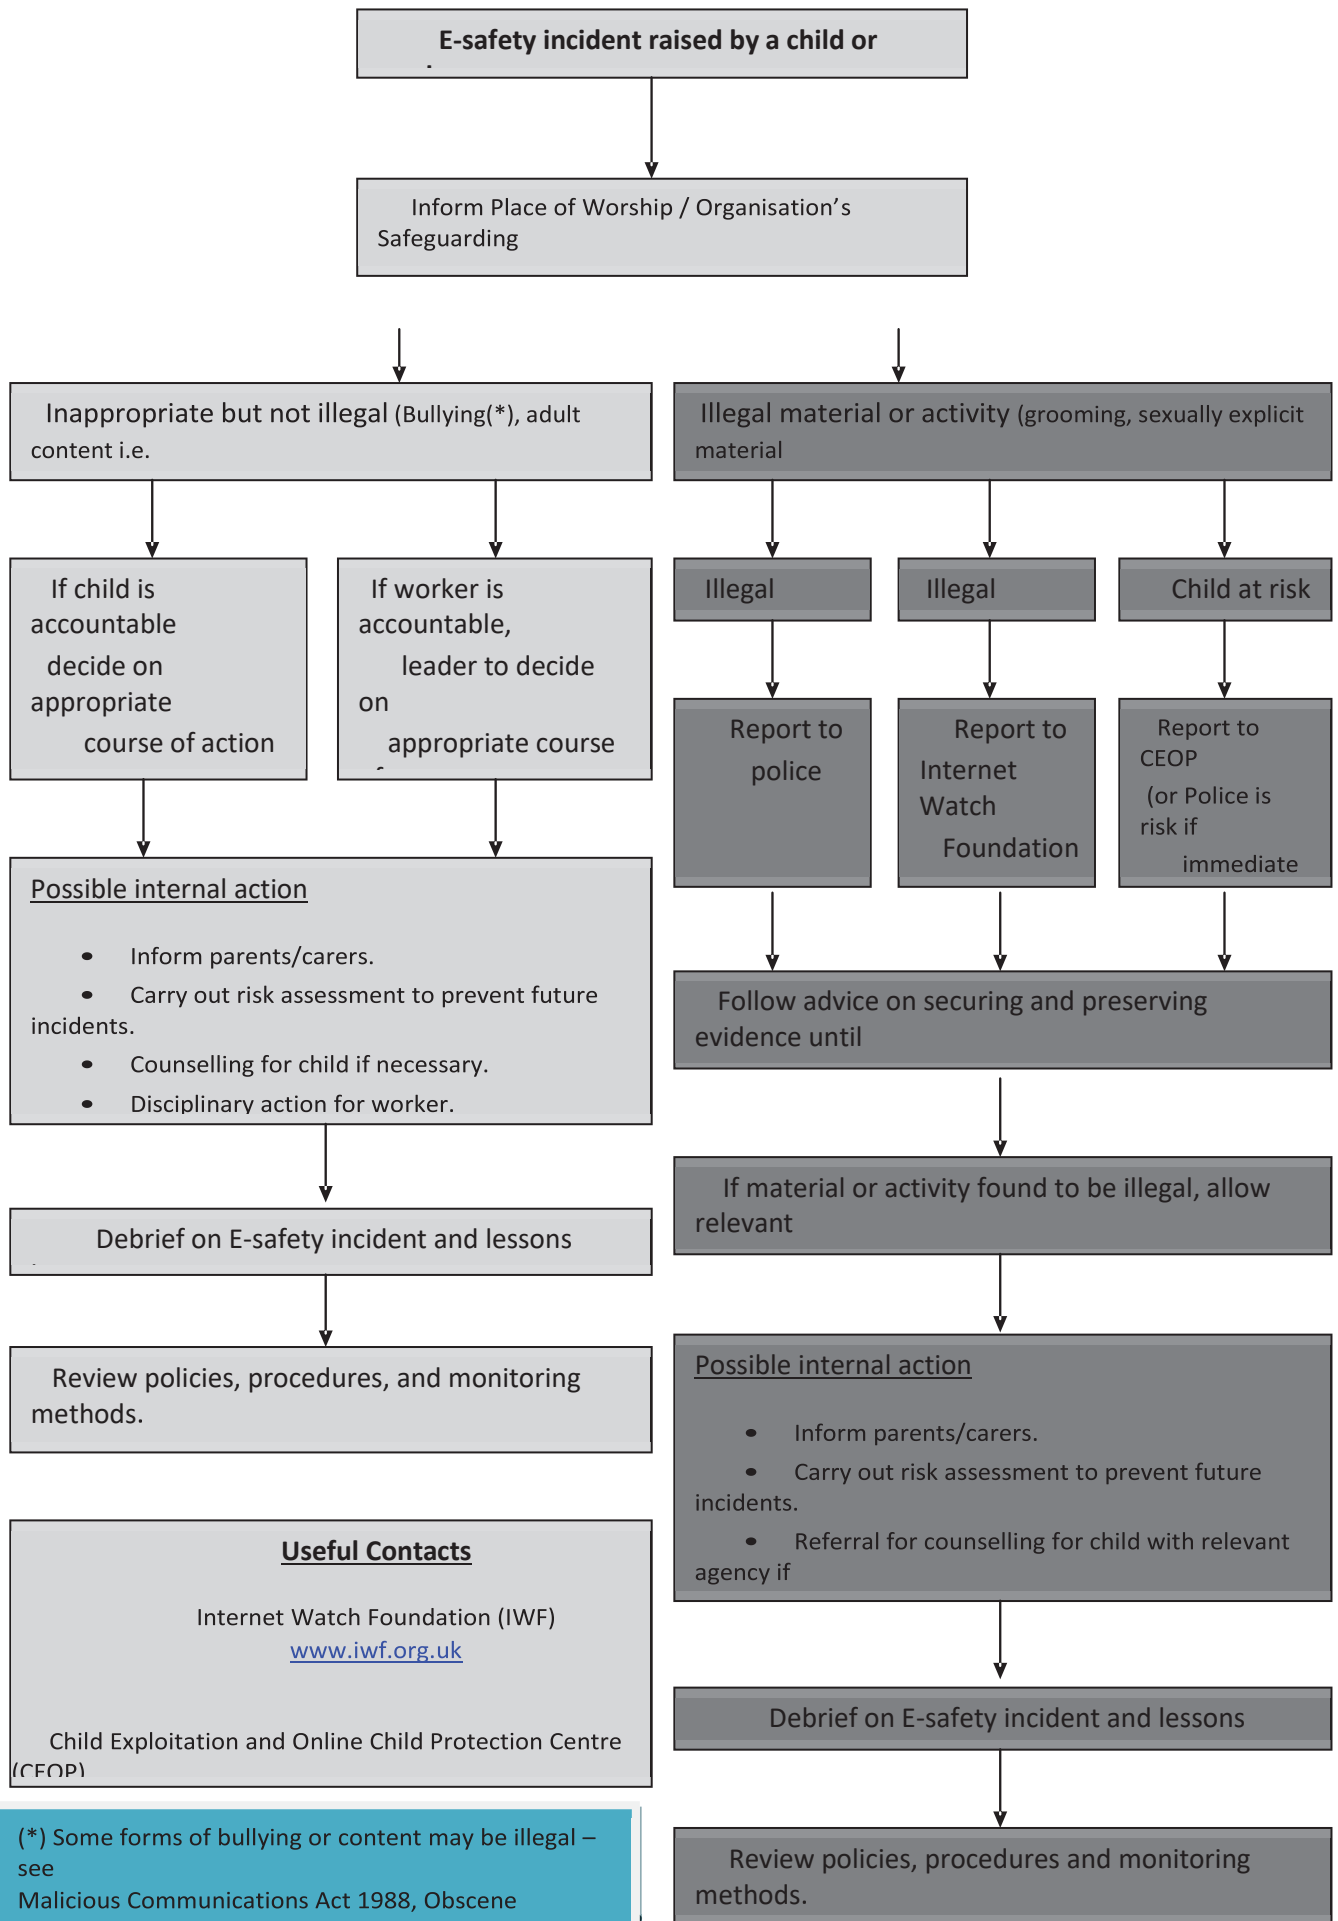 E-safety incident raised by a child or
Inform Place of Worship / Organisation’s
Safeguarding
Inappropriate but not illegal (Bullying(*), adult
content i.e.
Illegal material or activity (grooming, sexually explicit
material
If child is
accountable
decide on
appropriate
course of action
If worker is
accountable,
leader to decide
on
appropriate course
Illegal
Illegal
Child at risk
Report to
police
Report to
Internet
Watch
Foundation
Report to
CEOP
(or Police is
risk if
immediate
Possible internal action
• Inform parents/carers.
• Carry out risk assessment to prevent future
incidents.
• Counselling for child if necessary.
• Disciplinary action for worker.
Follow advice on securing and preserving
evidence until
If material or activity found to be illegal, allow
relevant
Debrief on E-safety incident and lessons
Review policies, procedures, and monitoring
methods.
Possible internal action
• Inform parents/carers.
• Carry out risk assessment to prevent future
incidents.
• Referral for counselling for child with relevant
agency if
Useful Contacts
Internet Watch Foundation (IWF)
www.iwf.org.uk
Child Exploitation and Online Child Protection Centre
(CEOP)
Debrief on E-safety incident and lessons
(*) Some forms of bullying or content may be illegal –
see
Malicious Communications Act 1988, Obscene
Review policies, procedures and monitoring
methods.